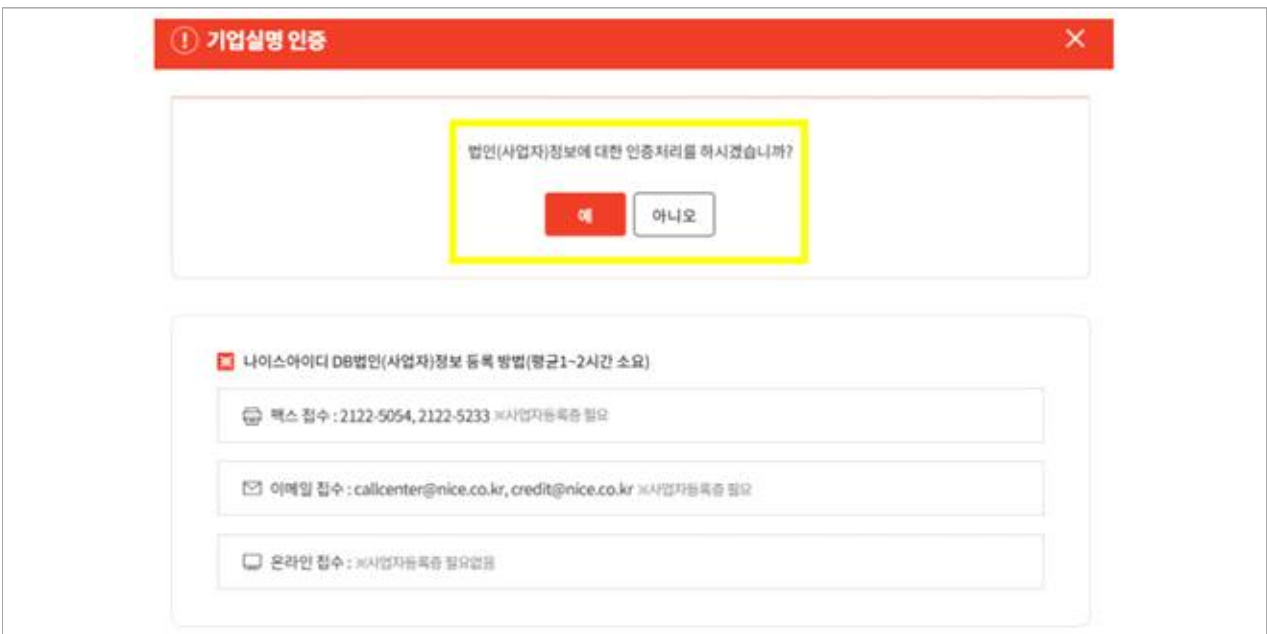 기업실명 인증
법인(사업자)정보에 대한 인증처리를 하시겠습니까?
예
아니오
나이스아이디 DB법인(사업자)정보 등록 방법(평균1~2시간 소요)
팩스 접수 : 2122-5054, 2122-5233 ※사업자등록증 필요
이메일 접수 : callcenter@nice.co.kr, credit@nice.co.kr ※사업자등록증 필요
온라인 접수 : ※사업자등록증 필요없음